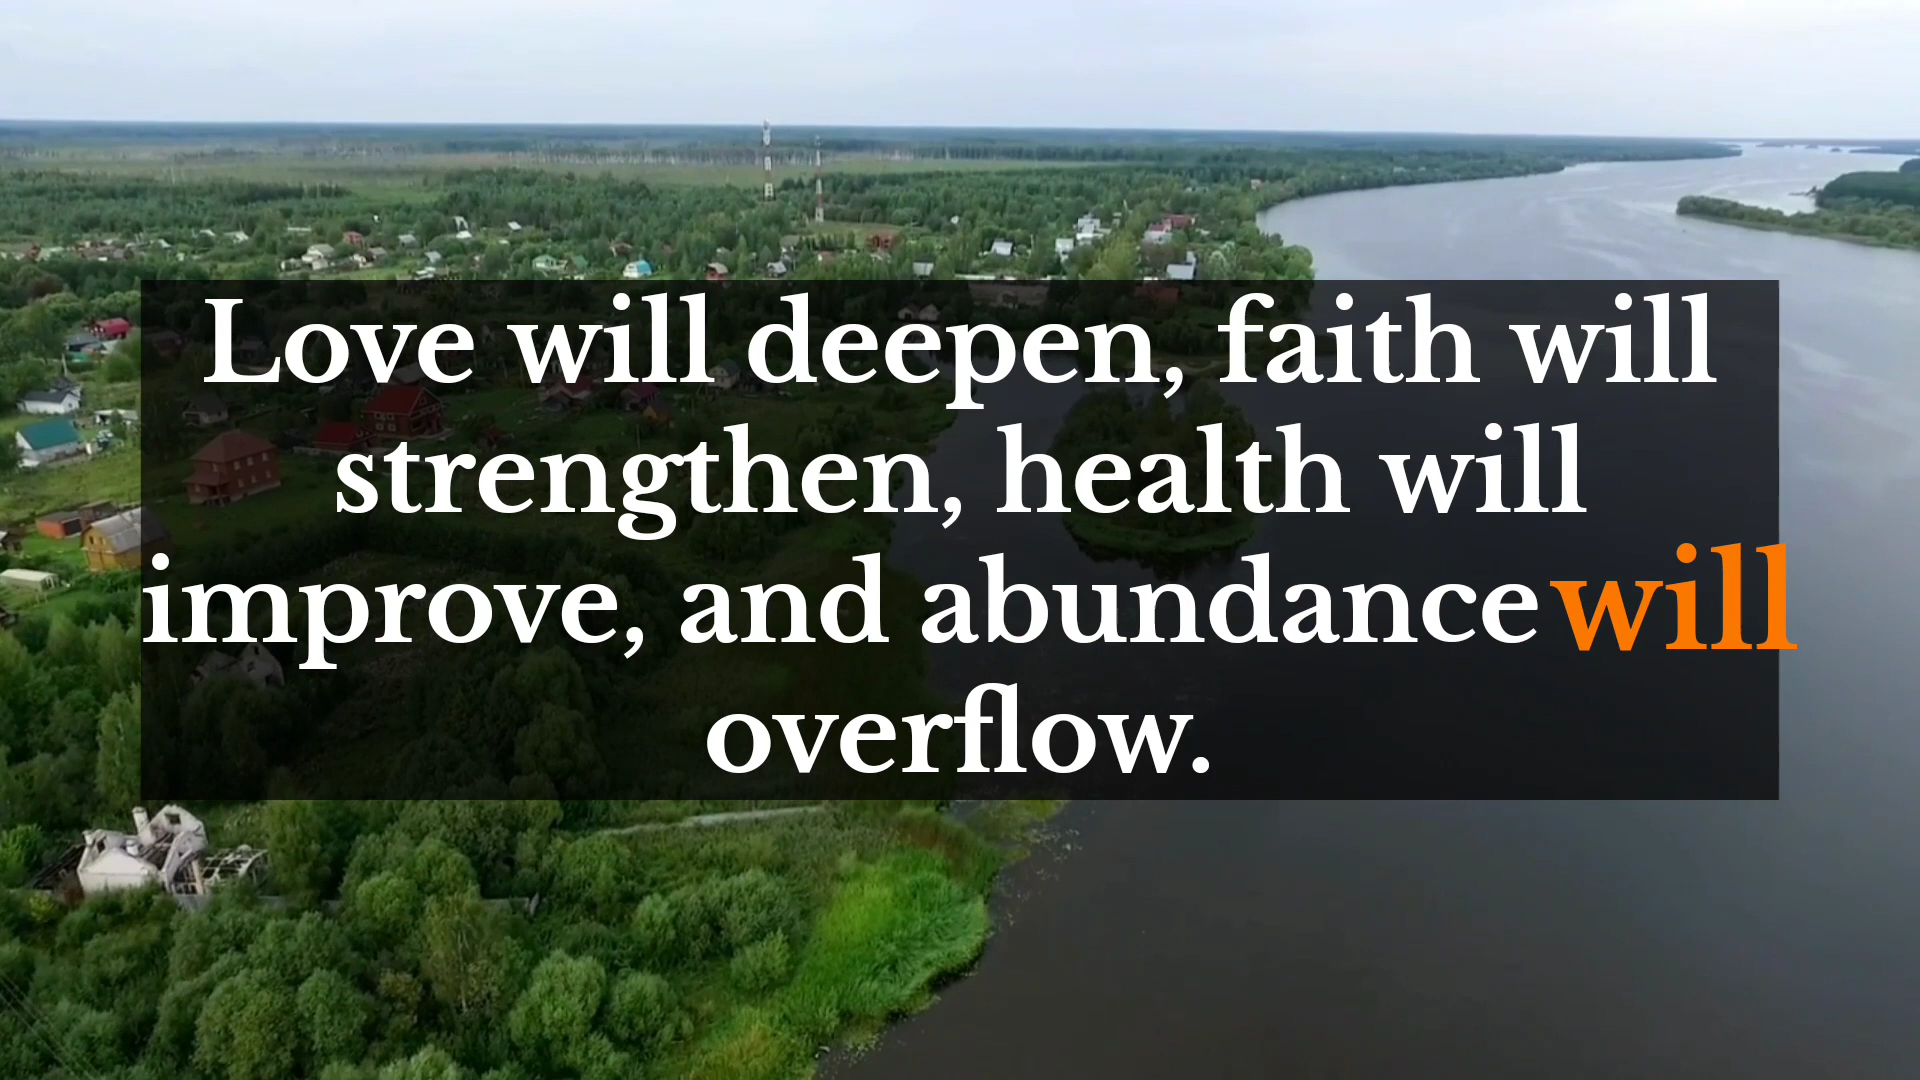 Love will deepen, faith will
strengthen, health will
improve, and abundance will
overflow.